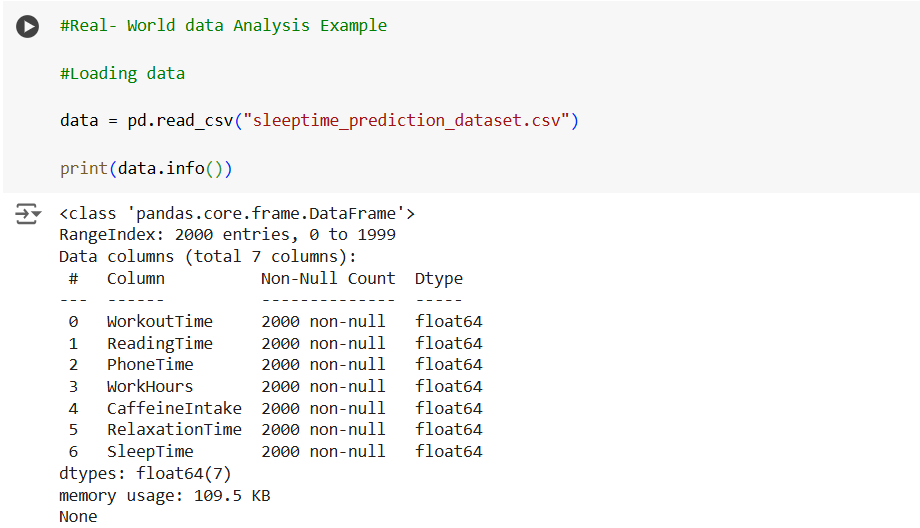 #Real- World data Analysis Example
#Loading data
data = pd.read_csv("sleeptime_prediction_dataset.csv")
print(data.info())
<class 'pandas.core.frame.DataFrame'>
RangeIndex: 2000 entries, 0 to 1999
Data columns (total 7 columns):
 #   Column          Non-Null Count  Dtype
---  ------          --------------  -----
 0   WorkoutTime     2000 non-null   float64
 1   ReadingTime     2000 non-null   float64
 2   PhoneTime       2000 non-null   float64
 3   WorkHours       2000 non-null   float64
 4   CaffeineIntake  2000 non-null   float64
 5   RelaxationTime  2000 non-null   float64
 6   SleepTime       2000 non-null   float64
dtypes: float64(7)
memory usage: 109.5 KB
None